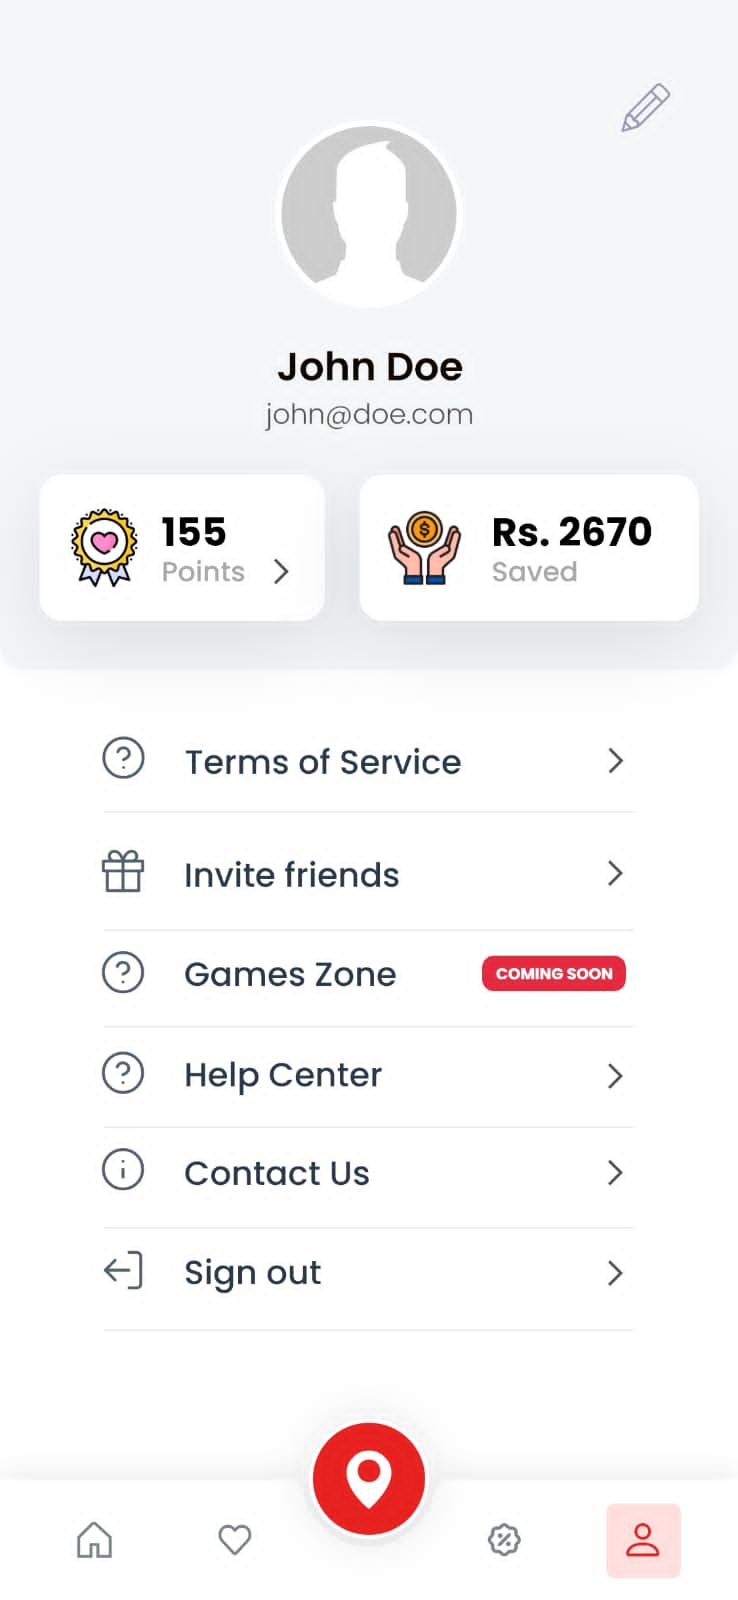 John Doe
john@doe.com
155
Points
Rs. 2670
Saved
Terms of Service
Invite friends
Games Zone
COMING SOON
Help Center
Contact Us
Sign out